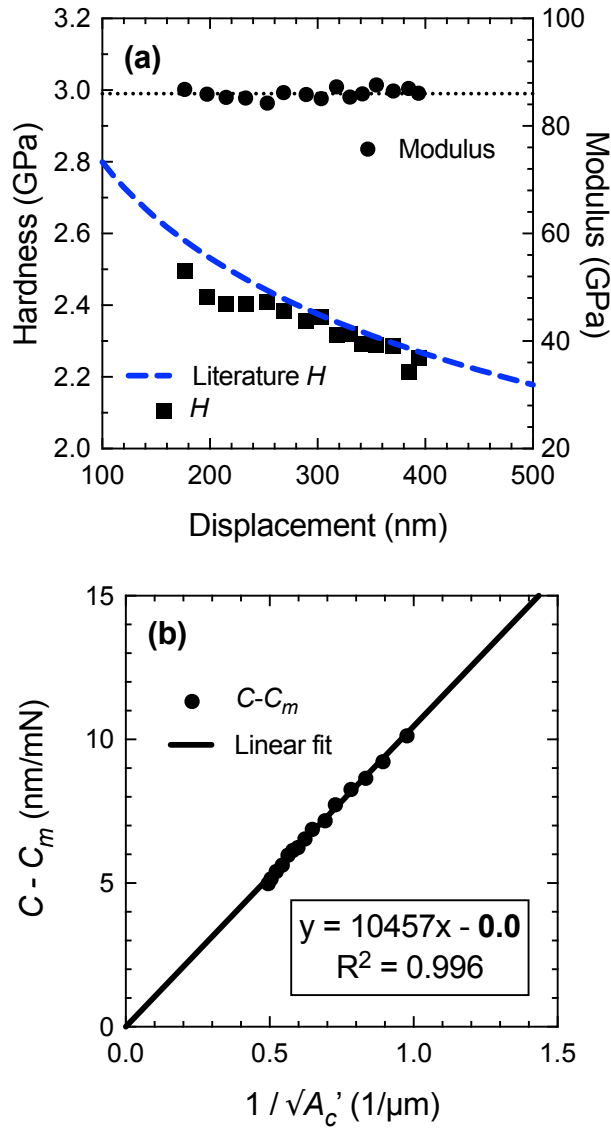 3.2
3.0
2.8
2.6
2.4
2.2
2.0
Hardness (GPa)
(a)
Modulus
Literature H
H
100
80
60
40
20
Modulus (GPa)
100 200 300 400 500
Displacement (nm)
15
10
5
0
C - Cₘ (nm/mN)
(b)
C-Cₘ
Linear fit
y = 10457x - 0.0
R² = 0.996
0.0 0.5 1.0 1.5
1 / √A꜀’ (1/µm)